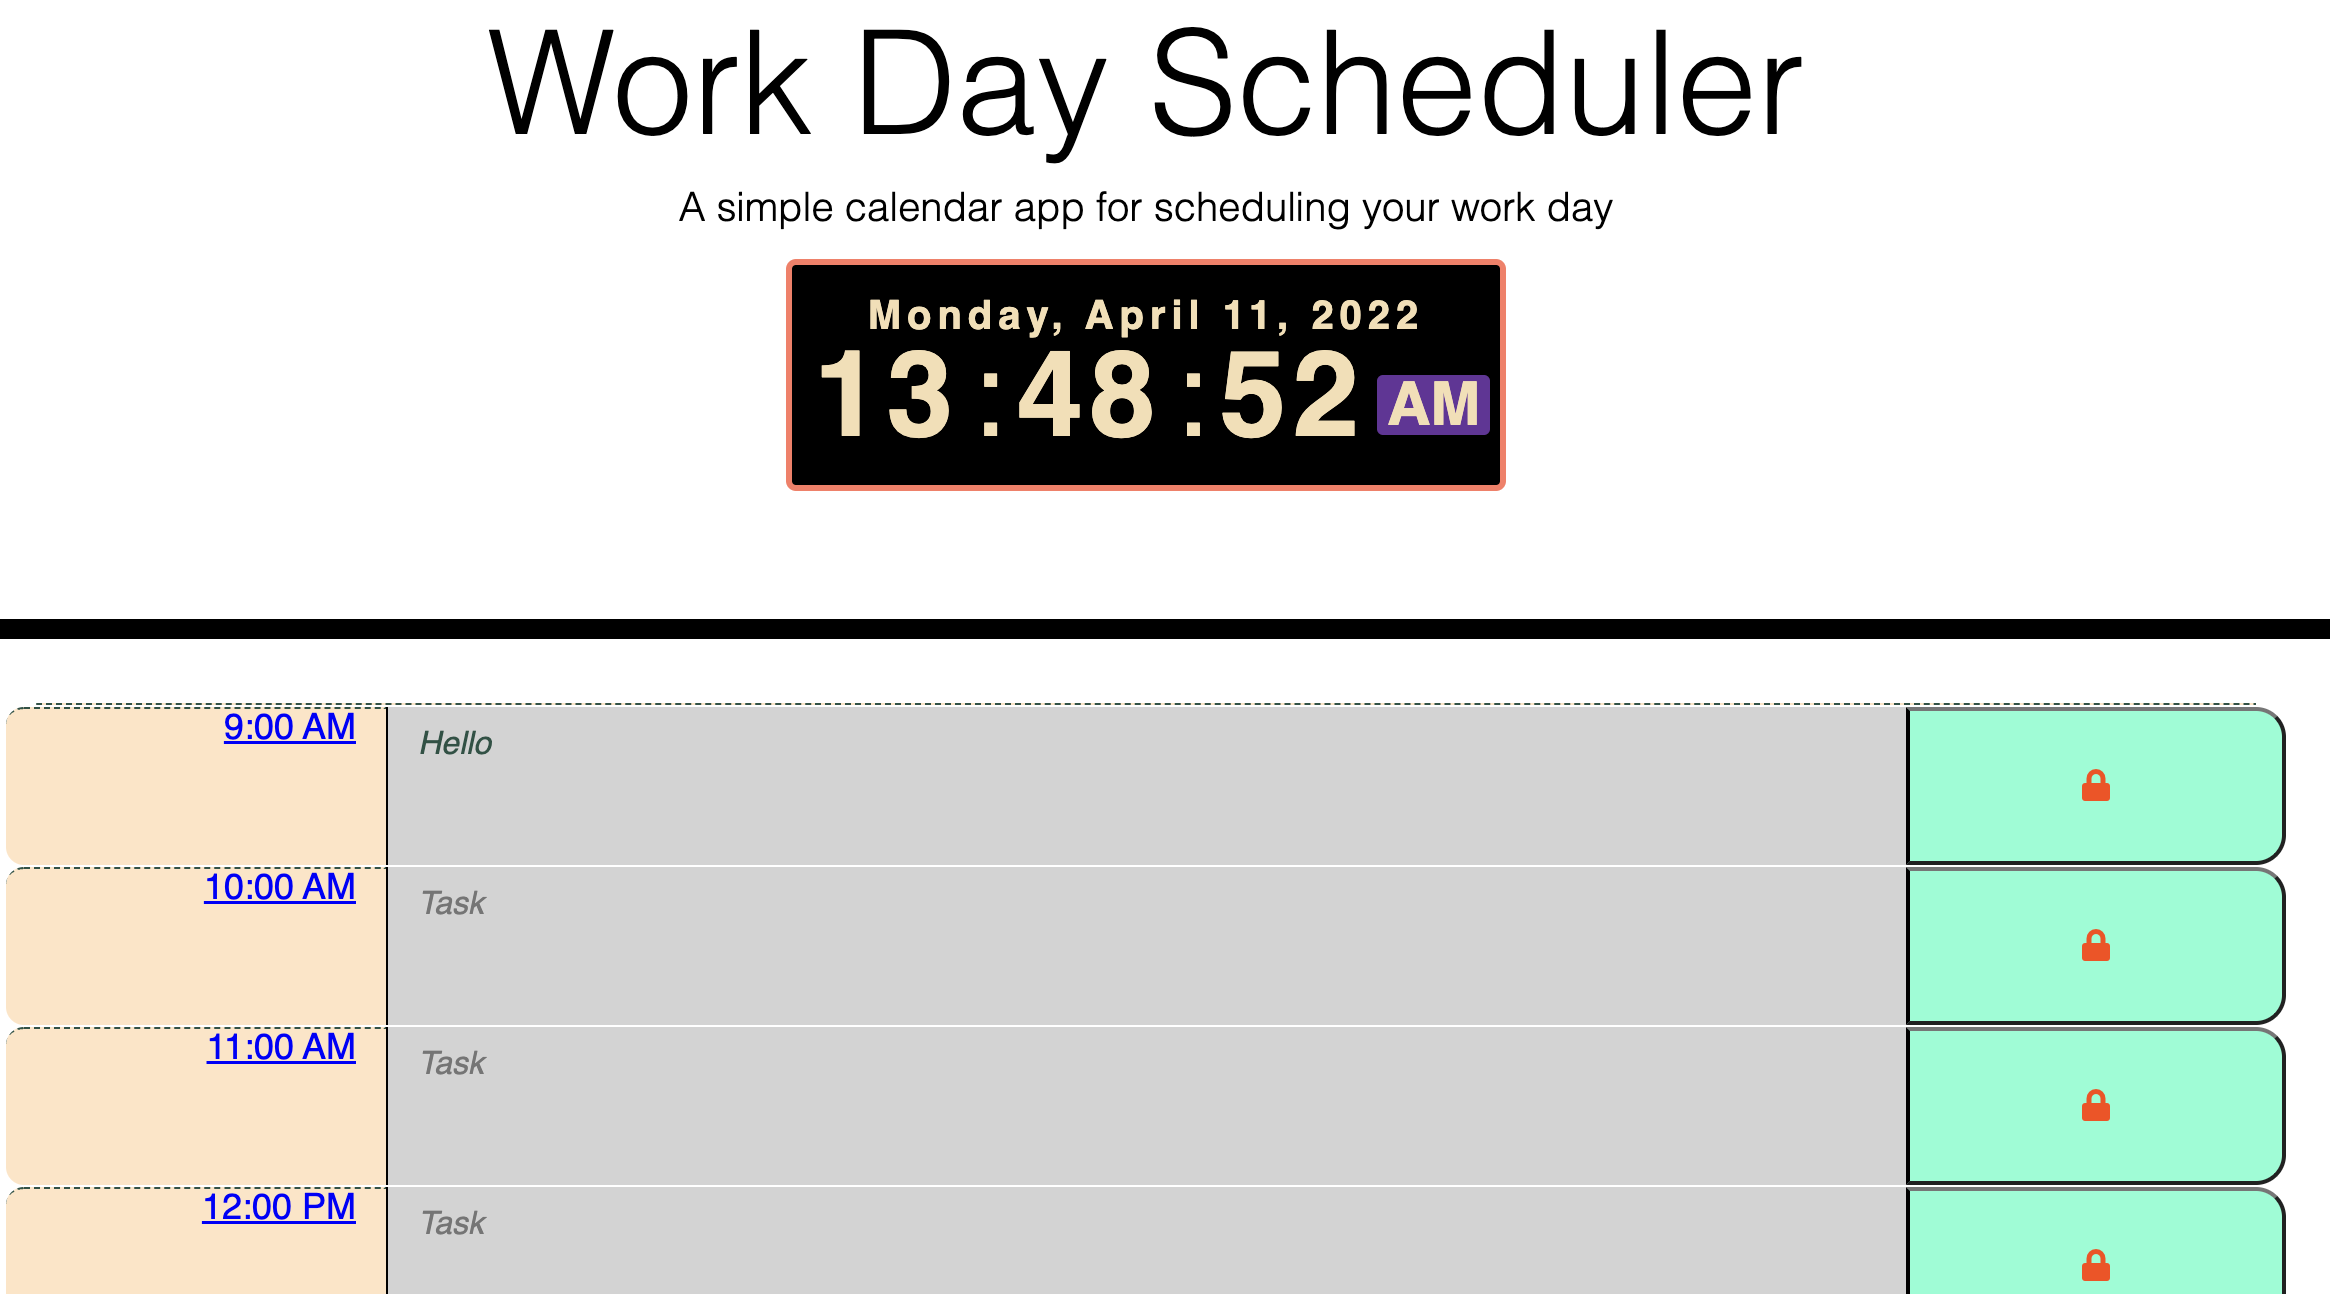 Work Day Scheduler
A simple calendar app for scheduling your work day
Monday, April 11, 2022
13:48:52 AM
9:00 AM
Hello
10:00 AM
Task
11:00 AM
Task
12:00 PM
Task